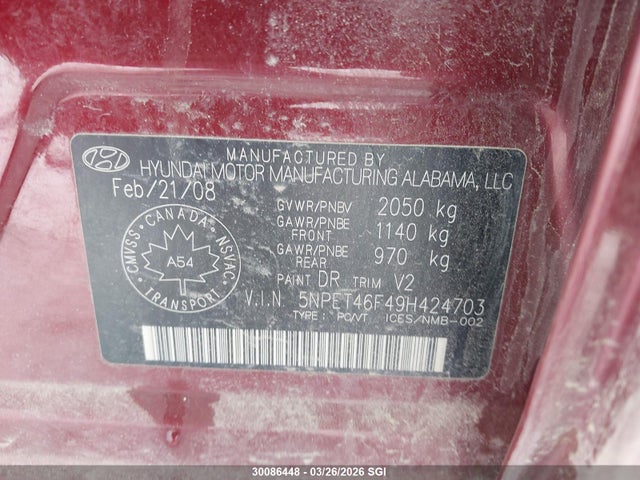 MANUFACTURED BY
HYUNDAI MOTOR MANUFACTURING ALABAMA, LLC
Feb/21/08
GVWR/PNBV 2050 kg
GAWR/PNBE FRONT 1140 kg
GAWR/PNBE REAR 970 kg
PAINT DR TRIM V2
V.I.N 5NPET46F49H424703
TYPE: PC/VT ICES/NMB-002
CANADA
CMVSS
NSVAC
A54
TRANSPORT
30086448 - 03/26/2026 SGI